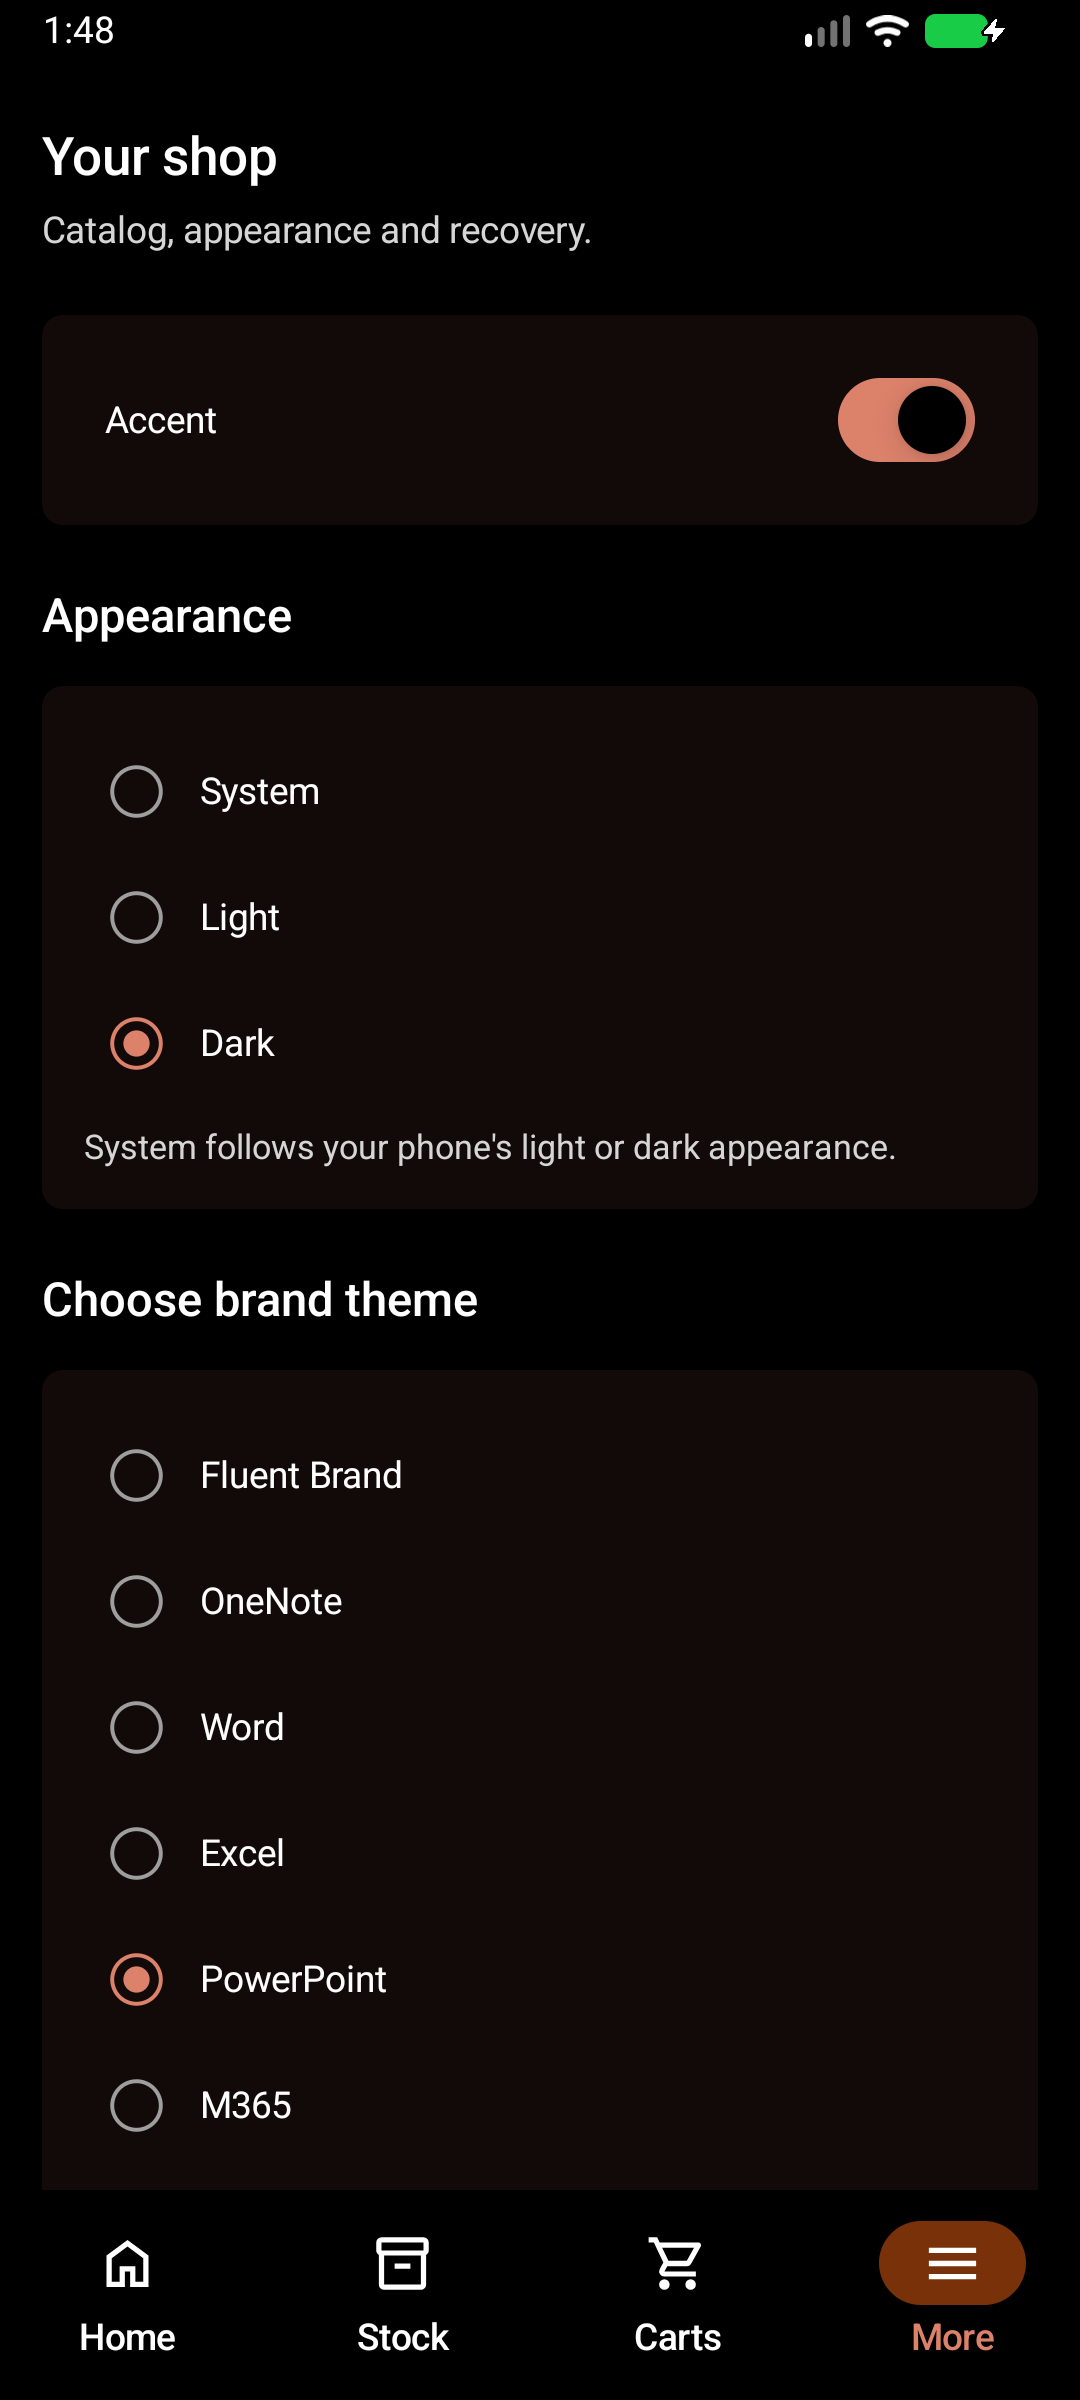 1:48
Your shop
Catalog, appearance and recovery.
Accent
Appearance
System
Light
Dark
System follows your phone's light or dark appearance.
Choose brand theme
Fluent Brand
OneNote
Word
Excel
PowerPoint
M365
Home
Stock
Carts
More